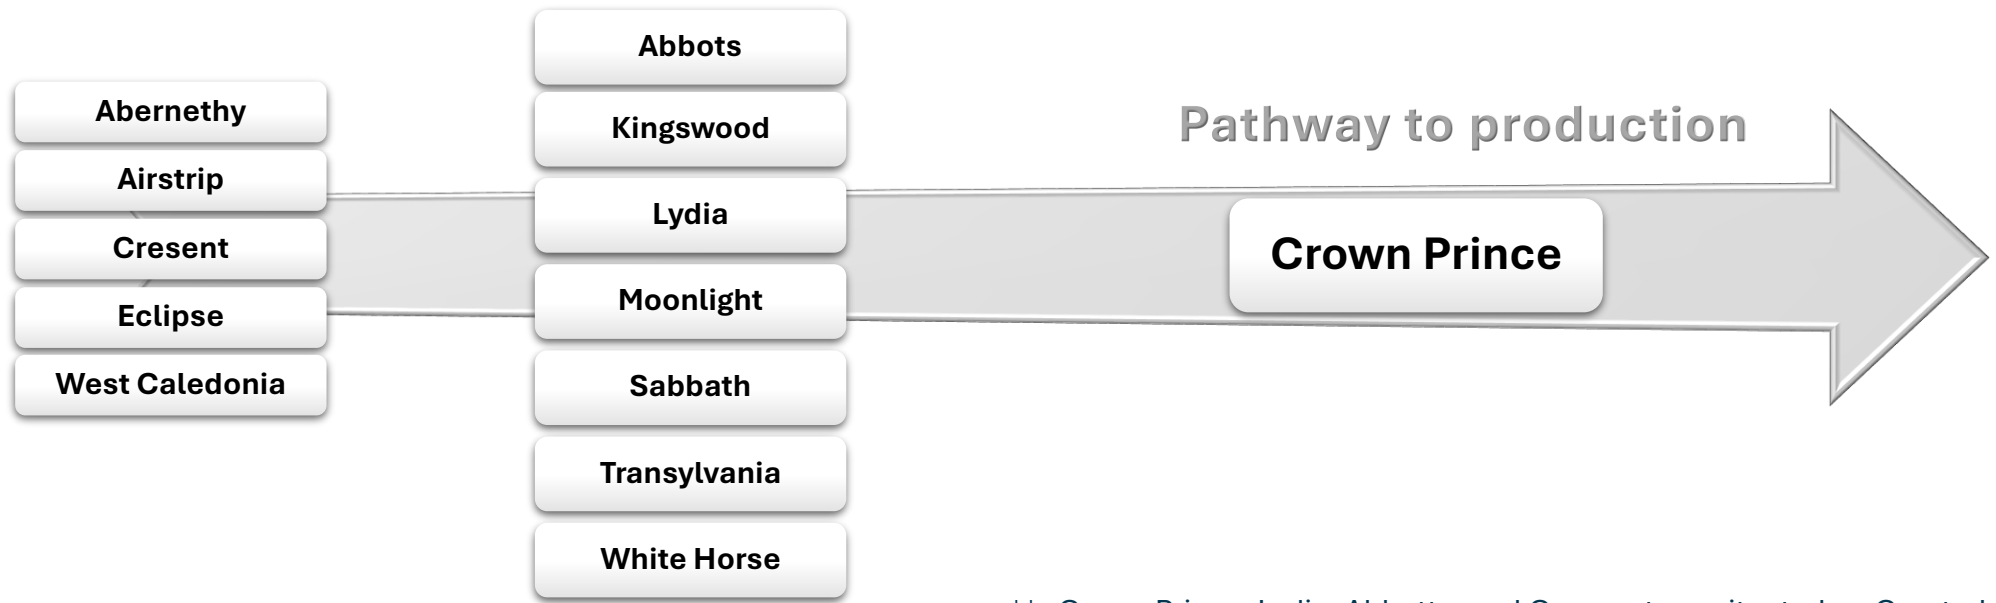 Abernethy
Airstrip
Cresent
Eclipse
West Caledonia
Abbots
Kingswood
Lydia
Moonlight
Sabbath
Transylvania
White Horse
Pathway to production
Crown Prince